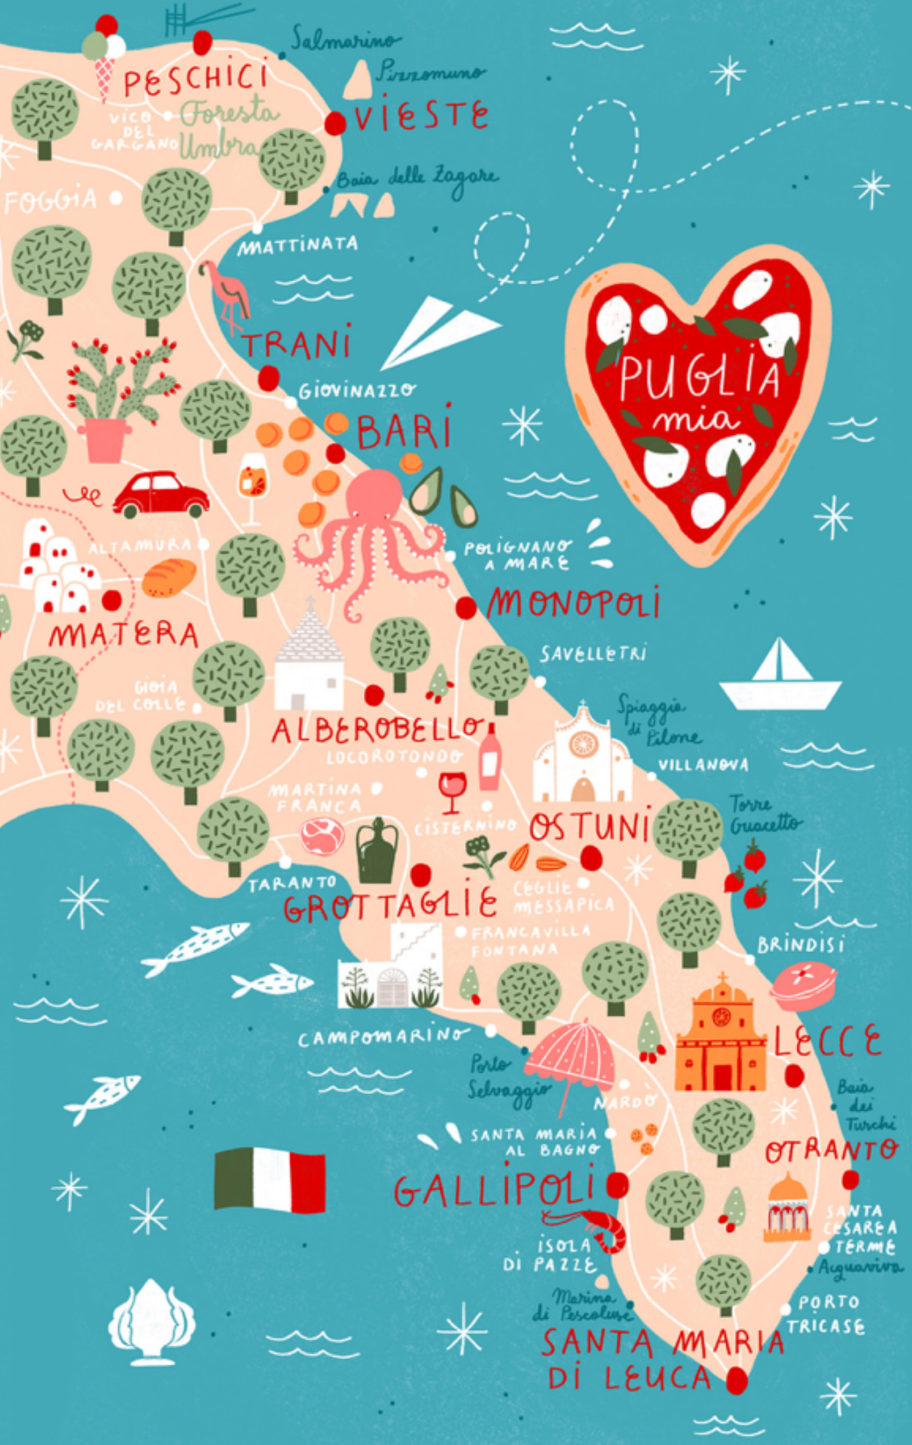 Salmarino
Pizzomuno
PESCHICI
VIESTE
VICO
DEL
GARGANO
Foresta
Umbra
Baia delle Zagare
FOGGIA
MATTINATA
TRANI
GIOVINAZZO
BARI
PUGLIA
mia
ALTAMURA
POLIGNANO
A MARE
MONOPOLI
MATERA
SAVELLETRI
GIOIA
DEL COLLE
ALBEROBELLO
Spiaggia
di Pilone
LOCOROTONDO
VILLANOVA
MARTINA
FRANCA
CISTERNINO
OSTUNI
Torre
Guacetto
TARANTO
GROTTAGLIE
CEGLIE
MESSAPICA
FRANCAVILLA
FONTANA
BRINDISI
CAMPOMARINO
LECCE
Porto
Selvaggio
NARDÒ
Baia
dei
Turchi
SANTA MARIA
AL BAGNO
OTRANTO
GALLIPOLI
SANTA
CESAREA
TERME
ISOLA
DI PAZZE
Acquaviva
Marina
di Pescoluse
PORTO
TRICASE
SANTA MARIA
DI LEUCA